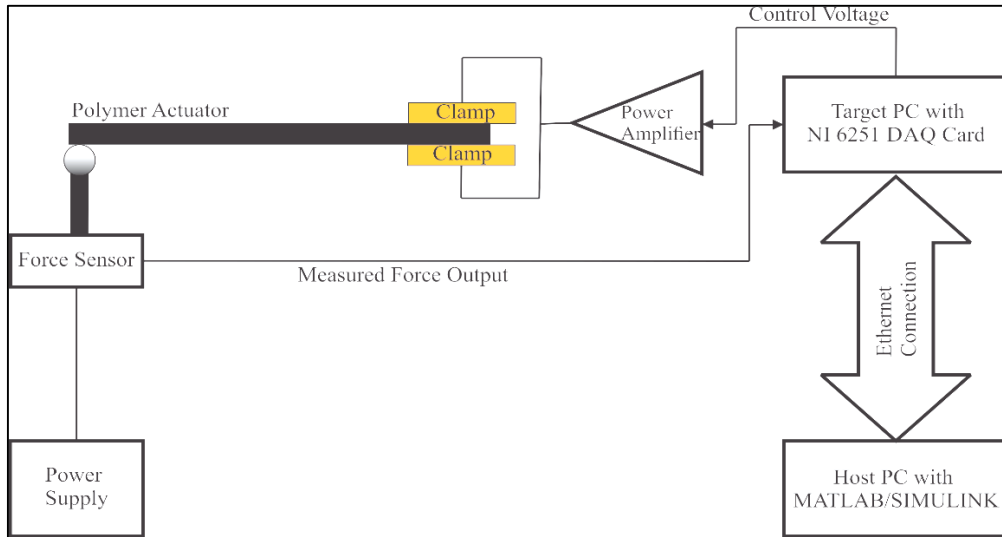 Control Voltage
Polymer Actuator
Clamp
Clamp
Power
Amplifier
Target PC with
NI 6251 DAQ Card
Force Sensor
Measured Force Output
Ethernet
Connection
Power
Supply
Host PC with
MATLAB/SIMULINK